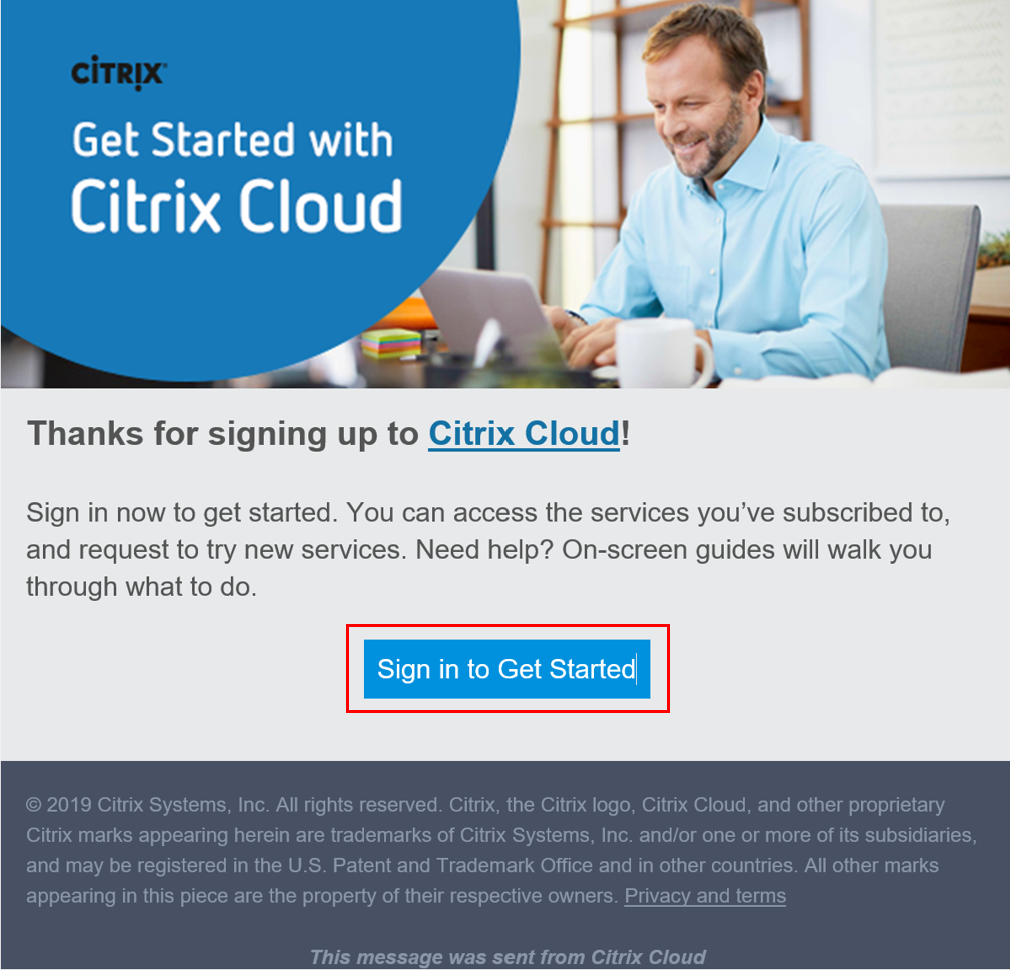 CITRIX
Get Started with
Citrix Cloud
Thanks for signing up to Citrix Cloud!
Sign in now to get started. You can access the services you’ve subscribed to,
and request to try new services. Need help? On-screen guides will walk you
through what to do.
Sign in to Get Started
© 2019 Citrix Systems, Inc. All rights reserved. Citrix, the Citrix logo, Citrix Cloud, and other proprietary
Citrix marks appearing herein are trademarks of Citrix Systems, Inc. and/or one or more of its subsidiaries,
and may be registered in the U.S. Patent and Trademark Office and in other countries. All other marks
appearing in this piece are the property of their respective owners. Privacy and terms
This message was sent from Citrix Cloud